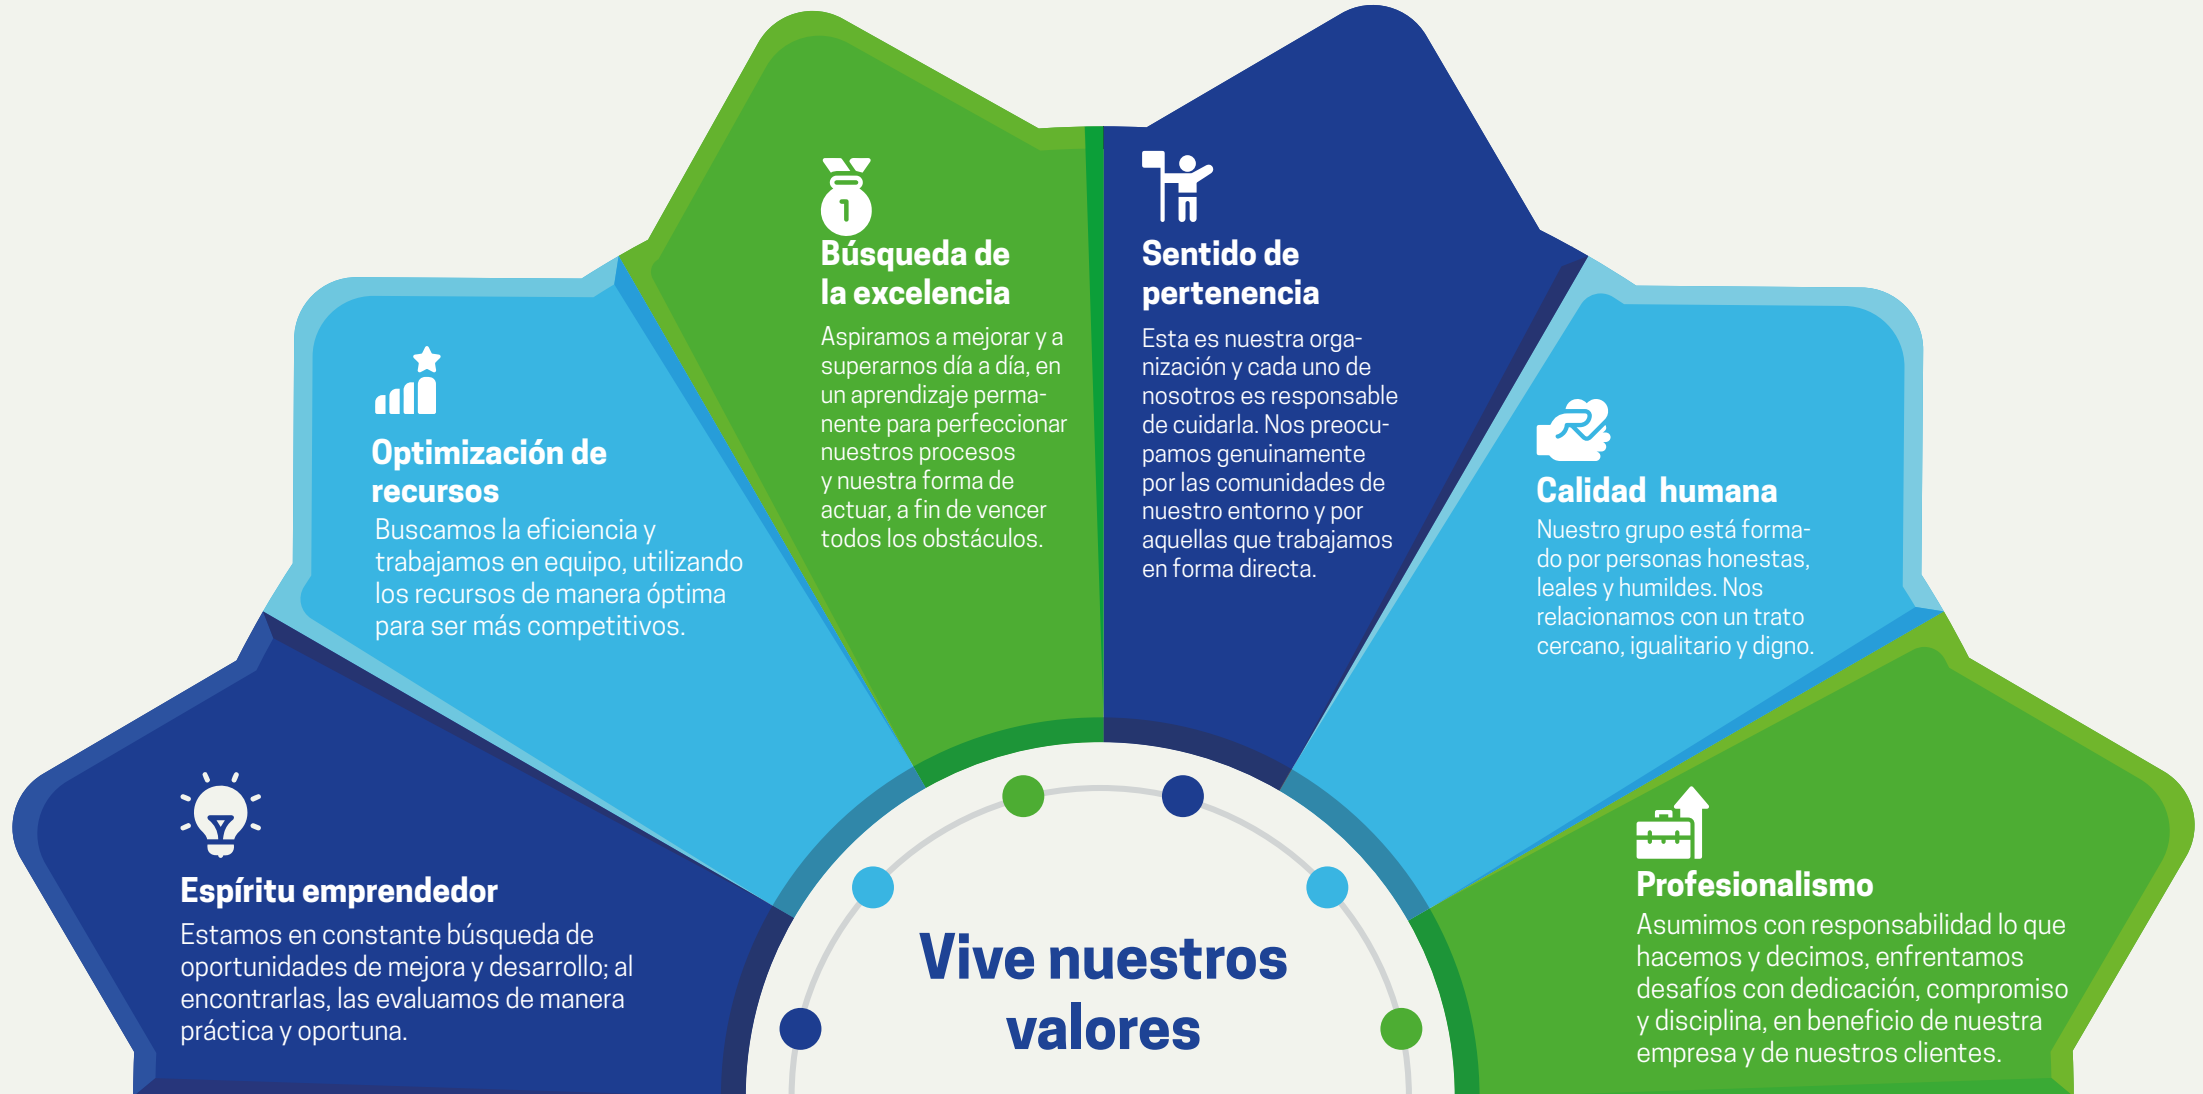 Espíritu emprendedor
Estamos en constante búsqueda de
oportunidades de mejora y desarrollo; al
encontrarlas, las evaluamos de manera
práctica y oportuna.
Optimización de
recursos
Buscamos la eficiencia y
trabajamos en equipo, utilizando
los recursos de manera óptima
para ser más competitivos.
1
Búsqueda de
la excelencia
Aspiramos a mejorar y a
superarnos día a día, en
un aprendizaje perma-
nente para perfeccionar
nuestros procesos
y nuestra forma de
actuar, a fin de vencer
todos los obstáculos.
Sentido de
pertenencia
Esta es nuestra orga-
nización y cada uno de
nosotros es responsable
de cuidarla. Nos preocu-
pamos genuinamente
por las comunidades de
nuestro entorno y por
aquellas que trabajamos
en forma directa.
Calidad humana
Nuestro grupo está forma-
do por personas honestas,
leales y humildes. Nos
relacionamos con un trato
cercano, igualitario y digno.
Profesionalismo
Asumimos con responsabilidad lo que
hacemos y decimos, enfrentamos
desafíos con dedicación, compromiso
y disciplina, en beneficio de nuestra
empresa y de nuestros clientes.
Vive nuestros
valores